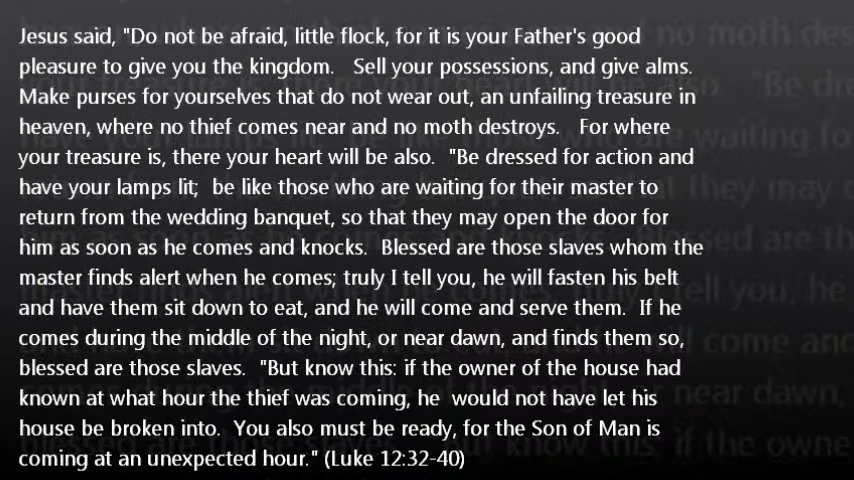 Jesus said, "Do not be afraid, little flock, for it is your Father's good
pleasure to give you the kingdom.   Sell your possessions, and give alms.
Make purses for yourselves that do not wear out, an unfailing treasure in
heaven, where no thief comes near and no moth destroys.   For where
your treasure is, there your heart will be also.  "Be dressed for action and
have your lamps lit;  be like those who are waiting for their master to
return from the wedding banquet, so that they may open the door for
him as soon as he comes and knocks.  Blessed are those slaves whom the
master finds alert when he comes; truly I tell you, he will fasten his belt
and have them sit down to eat, and he will come and serve them.  If he
comes during the middle of the night, or near dawn, and finds them so,
blessed are those slaves.  "But know this: if the owner of the house had
known at what hour the thief was coming, he  would not have let his
house be broken into.  You also must be ready, for the Son of Man is
coming at an unexpected hour." (Luke 12:32-40)